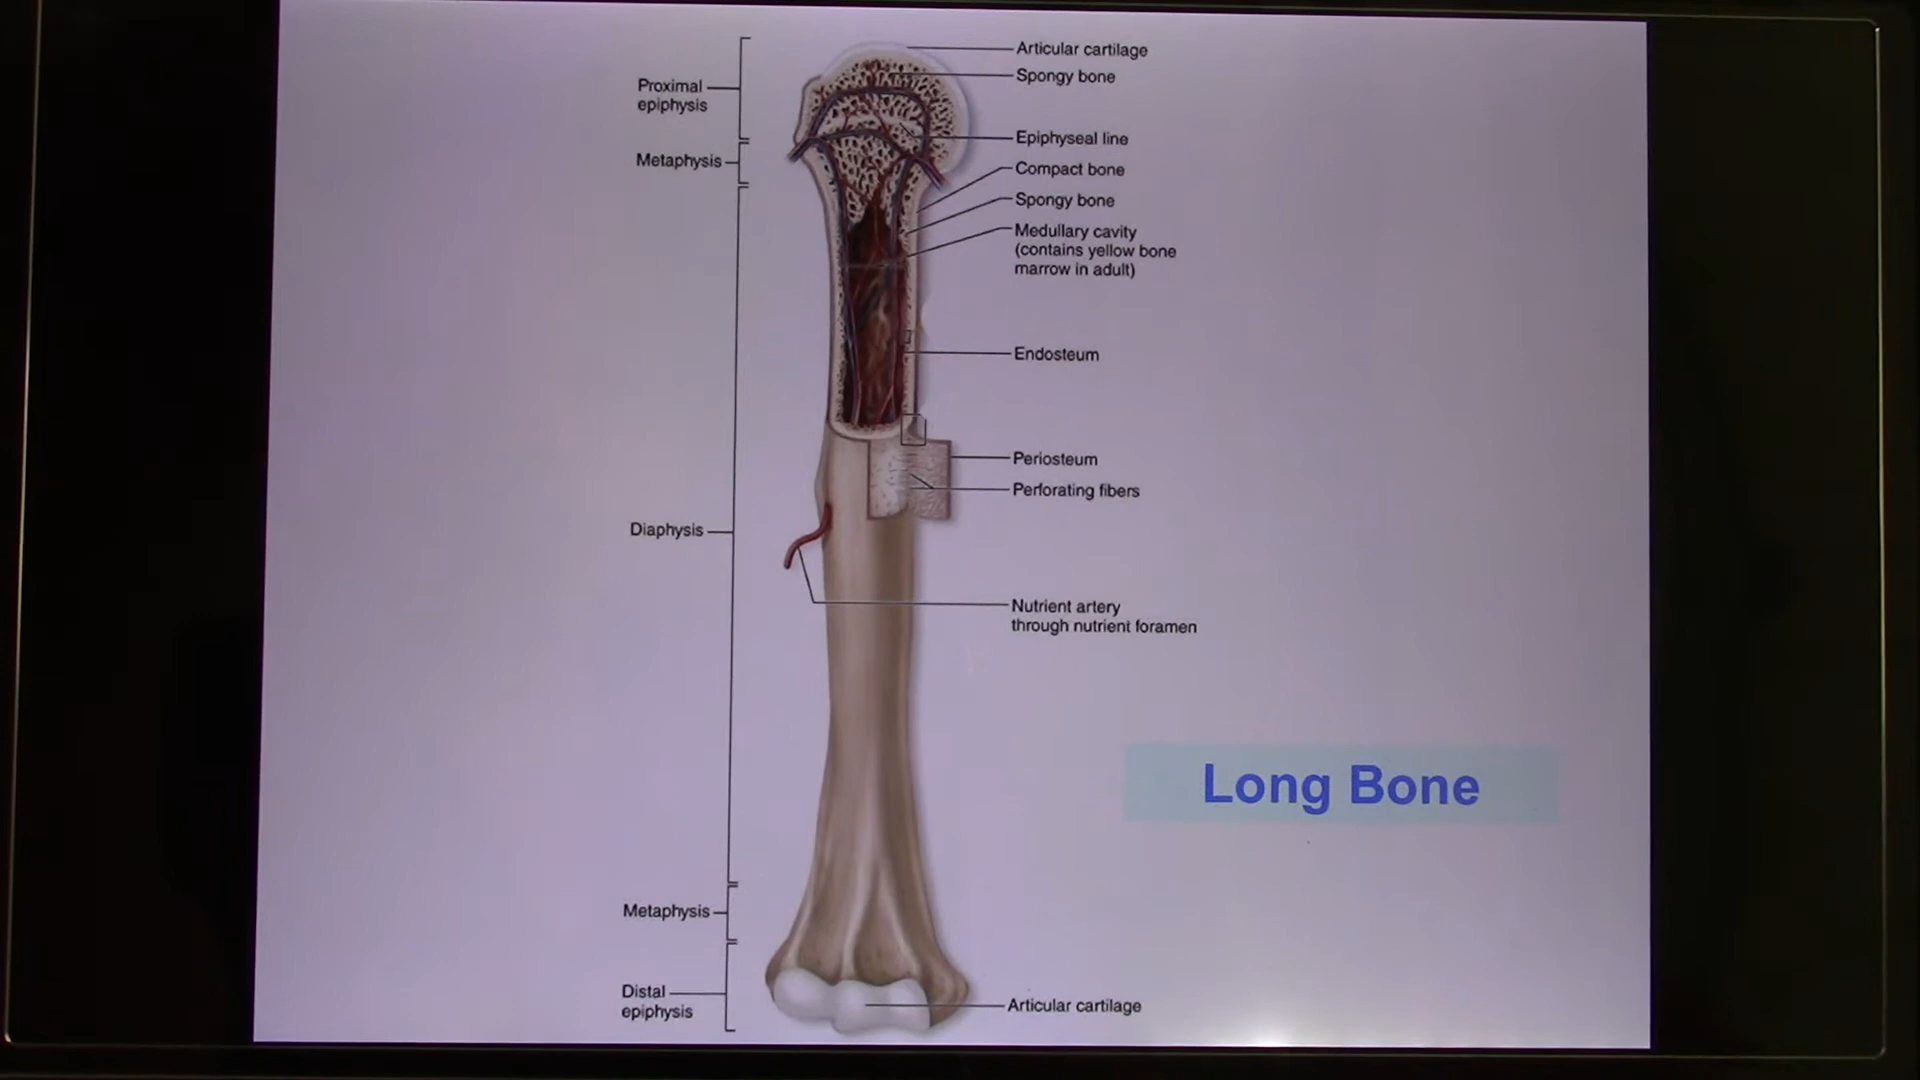 Articular cartilage
Spongy bone
Proximal
epiphysis
Epiphyseal line
Metaphysis
Compact bone
Spongy bone
Medullary cavity
(contains yellow bone
marrow in adult)
Endosteum
Periosteum
Perforating fibers
Diaphysis
Nutrient artery
through nutrient foramen
Long Bone
Metaphysis
Distal
epiphysis
Articular cartilage